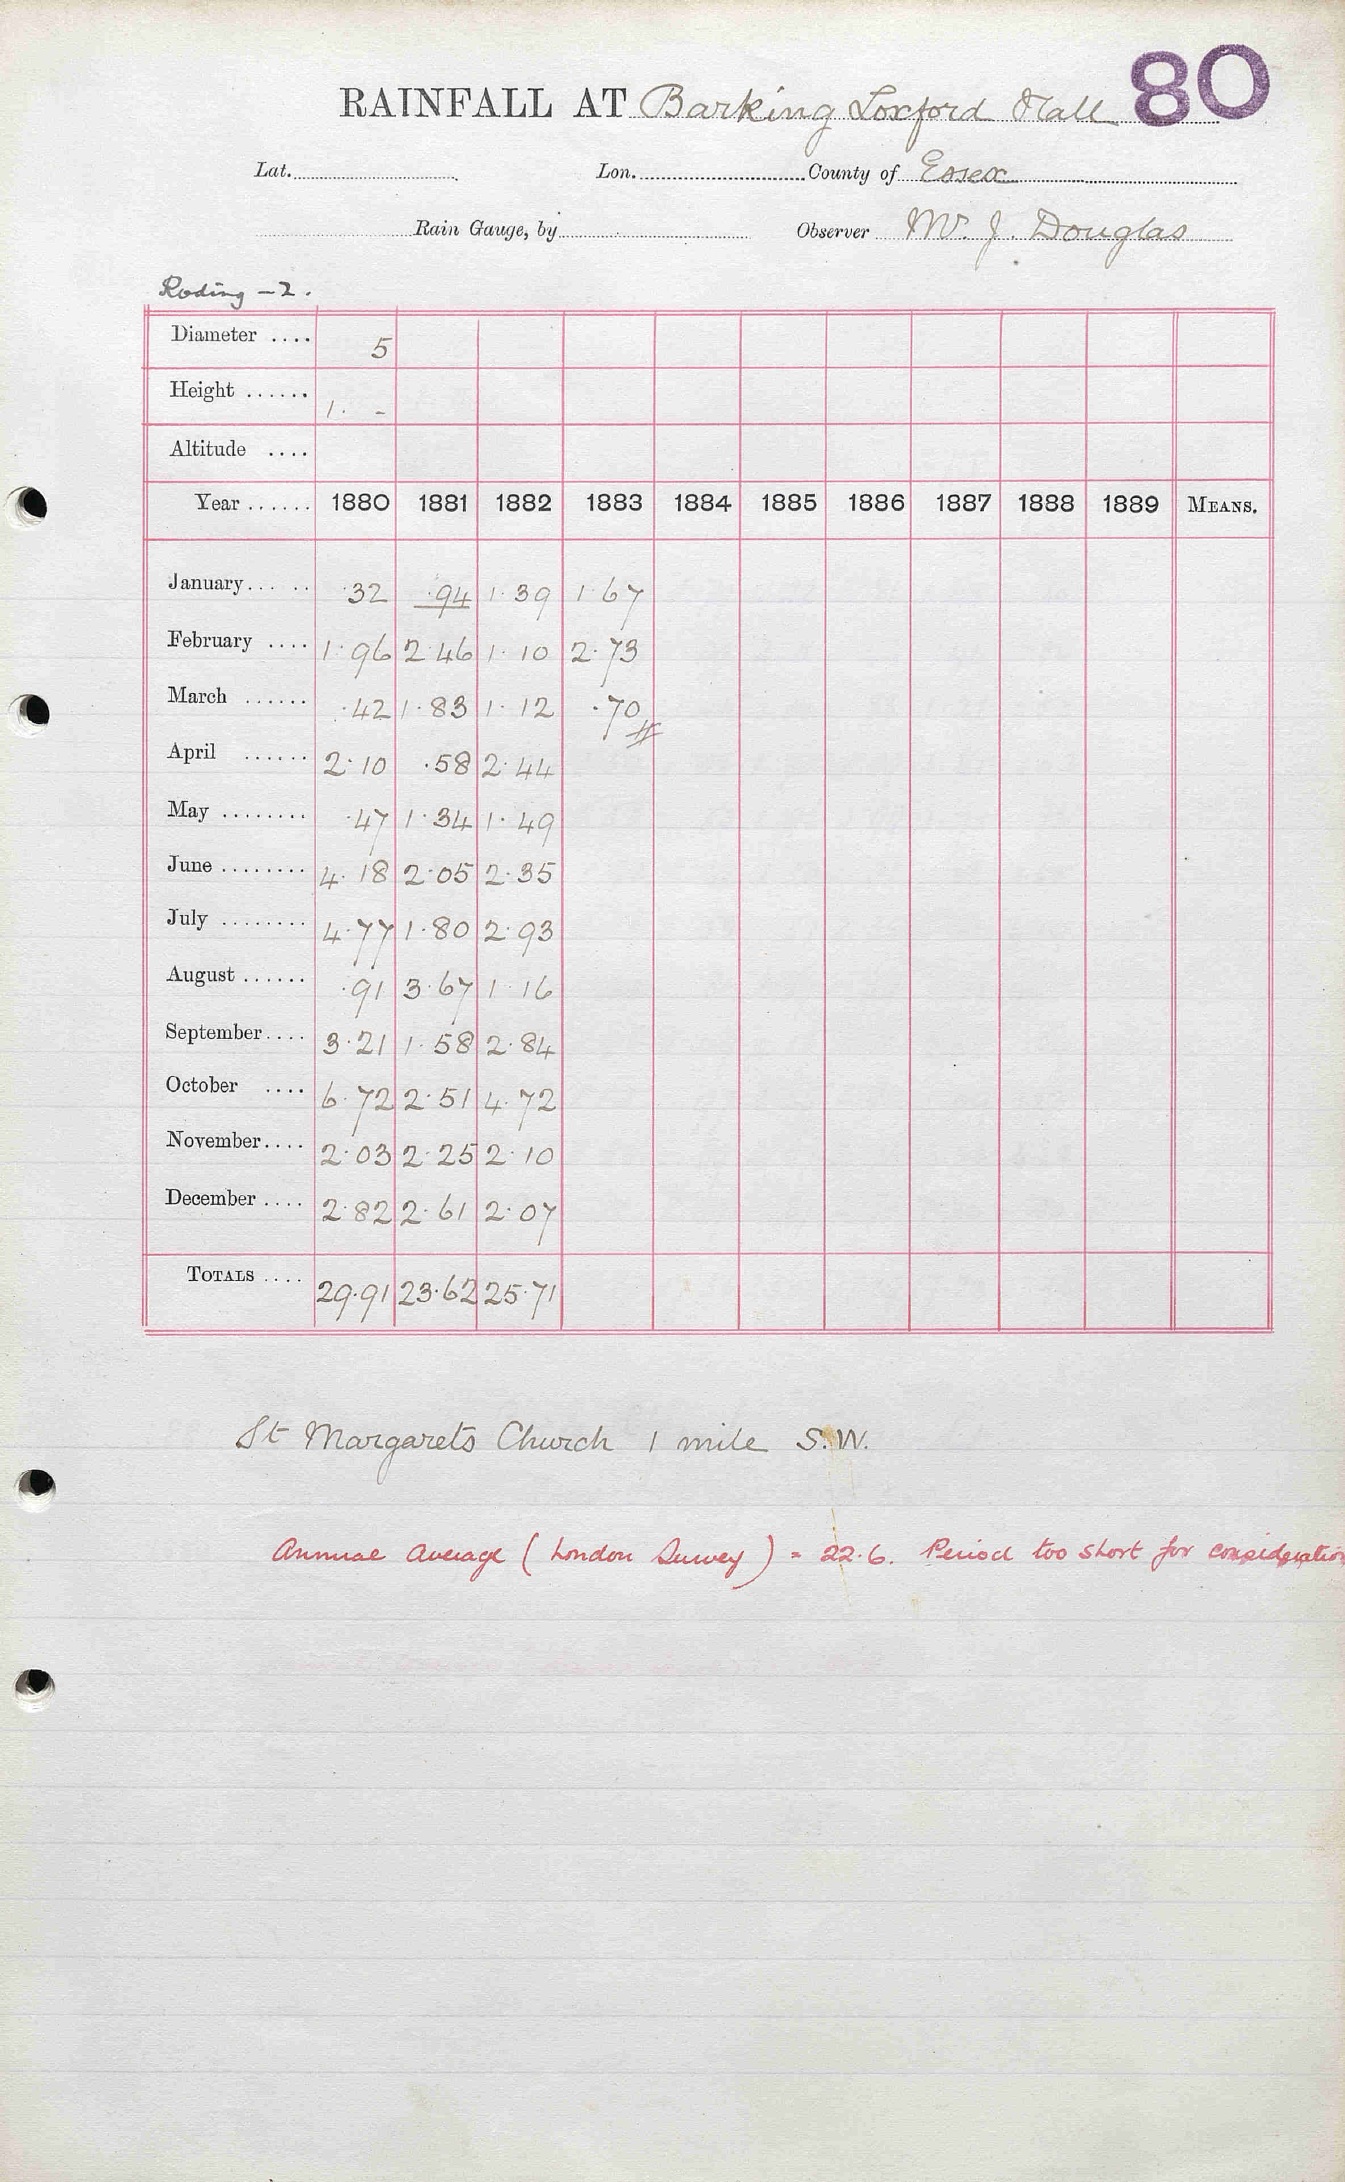 80
RAINFALL AT Barking Loxford Hall
Lat. Lon. County of Essex
Rain Gauge, by Observer Mr. J. Douglas
Roding - 2.
Diameter .... 5
Height ...... 1. -
Altitude ....
Year ...... 1880 1881 1882 1883 1884 1885 1886 1887 1888 1889 MEANS.
January...... .32 .94 1.39 1.67
February .... 1.96 2.46 1.10 2.73
March ...... .42 1.83 1.12 .70
April ...... 2.10 .58 2.44
May ........ .47 1.34 1.49
June ........ 4.18 2.05 2.35
July ........ 4.77 1.80 2.93
August ...... .91 3.67 1.16
September.... 3.21 1.58 2.84
October .... 6.72 2.51 4.72
November.... 2.03 2.25 2.10
December .... 2.82 2.61 2.07
TOTALS .... 29.91 23.62 25.71
St Margarets Church 1 mile S.W.
Annual Average (London Survey) = 22.6. Period too short for consideration